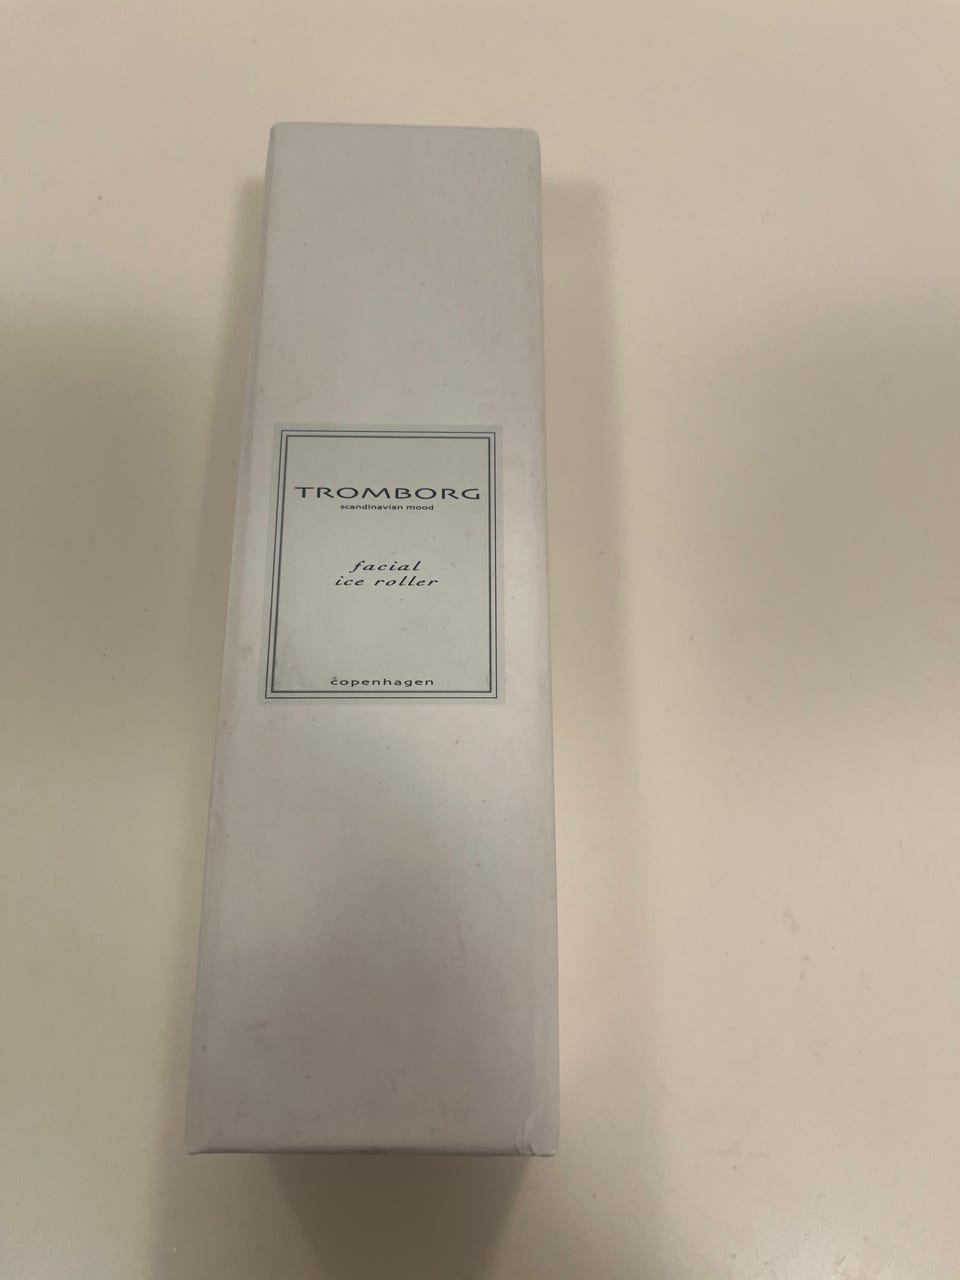 TROMBORG
scandinavian mood
facial
ice roller
copenhagen